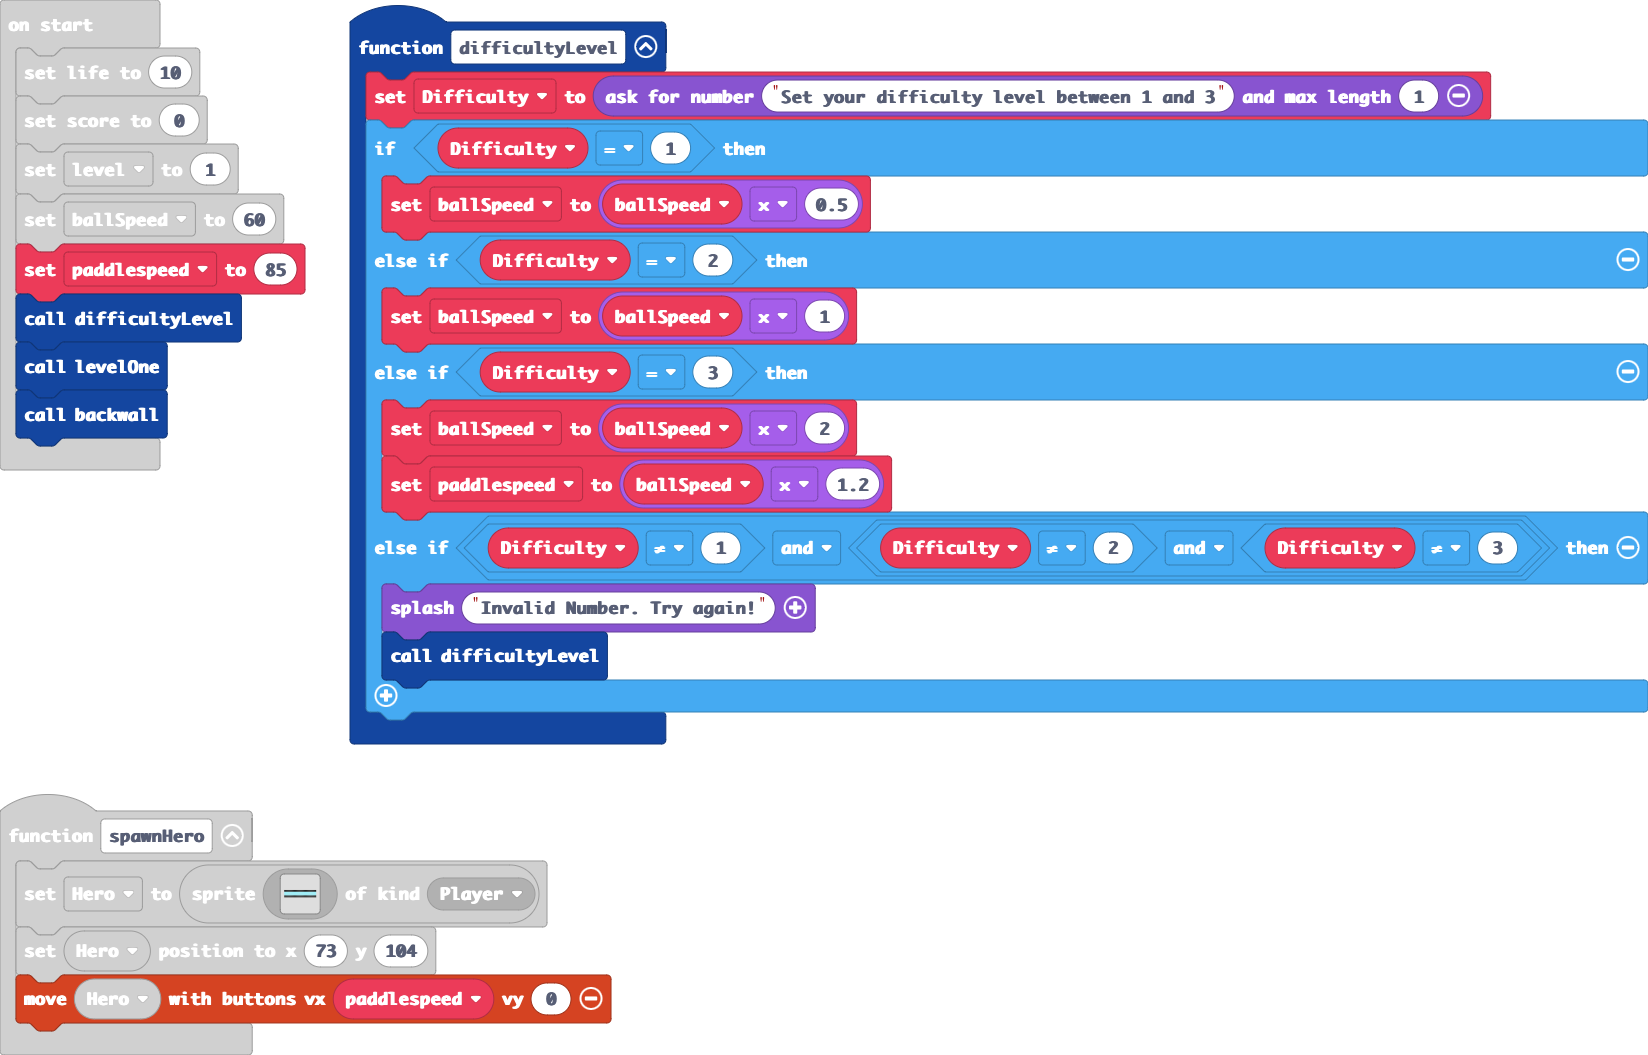 on start
set life to 10
set score to 0
set level to 1
set ballSpeed to 60
set paddlespeed to 85
call difficultyLevel
call levelOne
call backwall
function difficultyLevel
set Difficulty to ask for number "Set your difficulty level between 1 and 3" and max length 1
if Difficulty = 1 then
set ballSpeed to ballSpeed x 0.5
else if Difficulty = 2 then
set ballSpeed to ballSpeed x 1
else if Difficulty = 3 then
set ballSpeed to ballSpeed x 2
set paddlespeed to ballSpeed x 1.2
else if Difficulty ≠ 1 and Difficulty ≠ 2 and Difficulty ≠ 3 then
splash "Invalid Number. Try again!"
call difficultyLevel
function spawnHero
set Hero to sprite of kind Player
set Hero position to x 73 y 104
move Hero with buttons vx paddlespeed vy 0